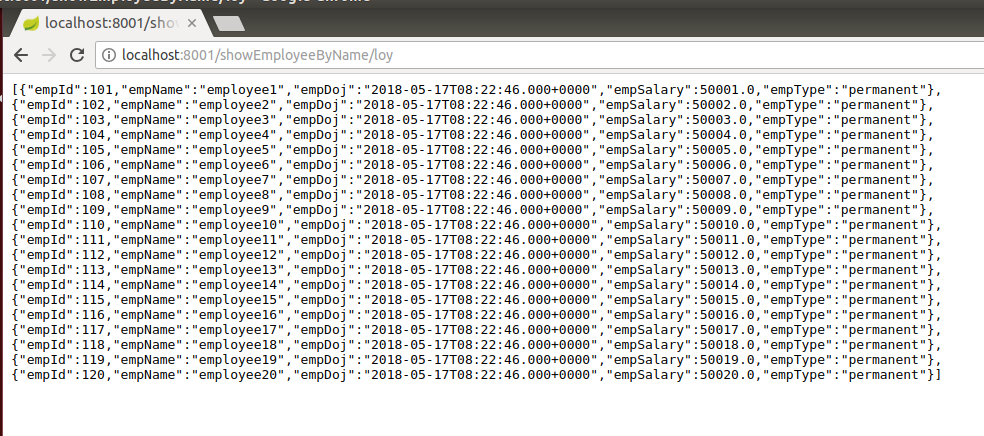 localhost:8001/show
localhost:8001/showEmployeeByName/loy
[{"empId":101,"empName":"employee1","empDoj":"2018-05-17T08:22:46.000+0000","empSalary":50001.0,"empType":"permanent"},
{"empId":102,"empName":"employee2","empDoj":"2018-05-17T08:22:46.000+0000","empSalary":50002.0,"empType":"permanent"},
{"empId":103,"empName":"employee3","empDoj":"2018-05-17T08:22:46.000+0000","empSalary":50003.0,"empType":"permanent"},
{"empId":104,"empName":"employee4","empDoj":"2018-05-17T08:22:46.000+0000","empSalary":50004.0,"empType":"permanent"},
{"empId":105,"empName":"employee5","empDoj":"2018-05-17T08:22:46.000+0000","empSalary":50005.0,"empType":"permanent"},
{"empId":106,"empName":"employee6","empDoj":"2018-05-17T08:22:46.000+0000","empSalary":50006.0,"empType":"permanent"},
{"empId":107,"empName":"employee7","empDoj":"2018-05-17T08:22:46.000+0000","empSalary":50007.0,"empType":"permanent"},
{"empId":108,"empName":"employee8","empDoj":"2018-05-17T08:22:46.000+0000","empSalary":50008.0,"empType":"permanent"},
{"empId":109,"empName":"employee9","empDoj":"2018-05-17T08:22:46.000+0000","empSalary":50009.0,"empType":"permanent"},
{"empId":110,"empName":"employee10","empDoj":"2018-05-17T08:22:46.000+0000","empSalary":50010.0,"empType":"permanent"},
{"empId":111,"empName":"employee11","empDoj":"2018-05-17T08:22:46.000+0000","empSalary":50011.0,"empType":"permanent"},
{"empId":112,"empName":"employee12","empDoj":"2018-05-17T08:22:46.000+0000","empSalary":50012.0,"empType":"permanent"},
{"empId":113,"empName":"employee13","empDoj":"2018-05-17T08:22:46.000+0000","empSalary":50013.0,"empType":"permanent"},
{"empId":114,"empName":"employee14","empDoj":"2018-05-17T08:22:46.000+0000","empSalary":50014.0,"empType":"permanent"},
{"empId":115,"empName":"employee15","empDoj":"2018-05-17T08:22:46.000+0000","empSalary":50015.0,"empType":"permanent"},
{"empId":116,"empName":"employee16","empDoj":"2018-05-17T08:22:46.000+0000","empSalary":50016.0,"empType":"permanent"},
{"empId":117,"empName":"employee17","empDoj":"2018-05-17T08:22:46.000+0000","empSalary":50017.0,"empType":"permanent"},
{"empId":118,"empName":"employee18","empDoj":"2018-05-17T08:22:46.000+0000","empSalary":50018.0,"empType":"permanent"},
{"empId":119,"empName":"employee19","empDoj":"2018-05-17T08:22:46.000+0000","empSalary":50019.0,"empType":"permanent"},
{"empId":120,"empName":"employee20","empDoj":"2018-05-17T08:22:46.000+0000","empSalary":50020.0,"empType":"permanent"}]